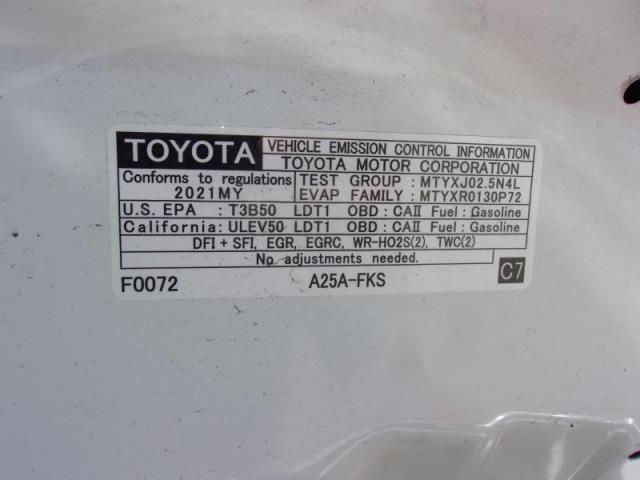 TOYOTA VEHICLE EMISSION CONTROL INFORMATION
TOYOTA MOTOR CORPORATION
Conforms to regulations TEST GROUP : MTYXJ02.5N4L
2021MY EVAP FAMILY : MTYXR0130P72
U.S. EPA : T3B50 LDT1 OBD : CAII Fuel : Gasoline
California: ULEV50 LDT1 OBD : CAII Fuel : Gasoline
DFI + SFI, EGR, EGRC, WR-HO2S(2), TWC(2)
No adjustments needed.
F0072 A25A-FKS C7